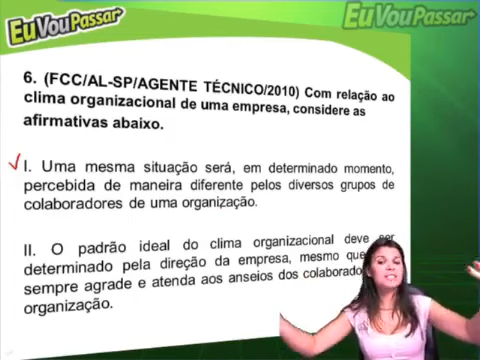 EuVouPassar
EuVouPassar
6. (FCC/AL-SP/AGENTE TÉCNICO/2010) Com relação ao
clima organizacional de uma empresa, considere as
afirmativas abaixo.
I. Uma mesma situação será, em determinado momento,
percebida de maneira diferente pelos diversos grupos de
colaboradores de uma organização.
II. O padrão ideal do clima organizacional deve ser
determinado pela direção da empresa, mesmo que
sempre agrade e atenda aos anseios dos colaborado
organização.